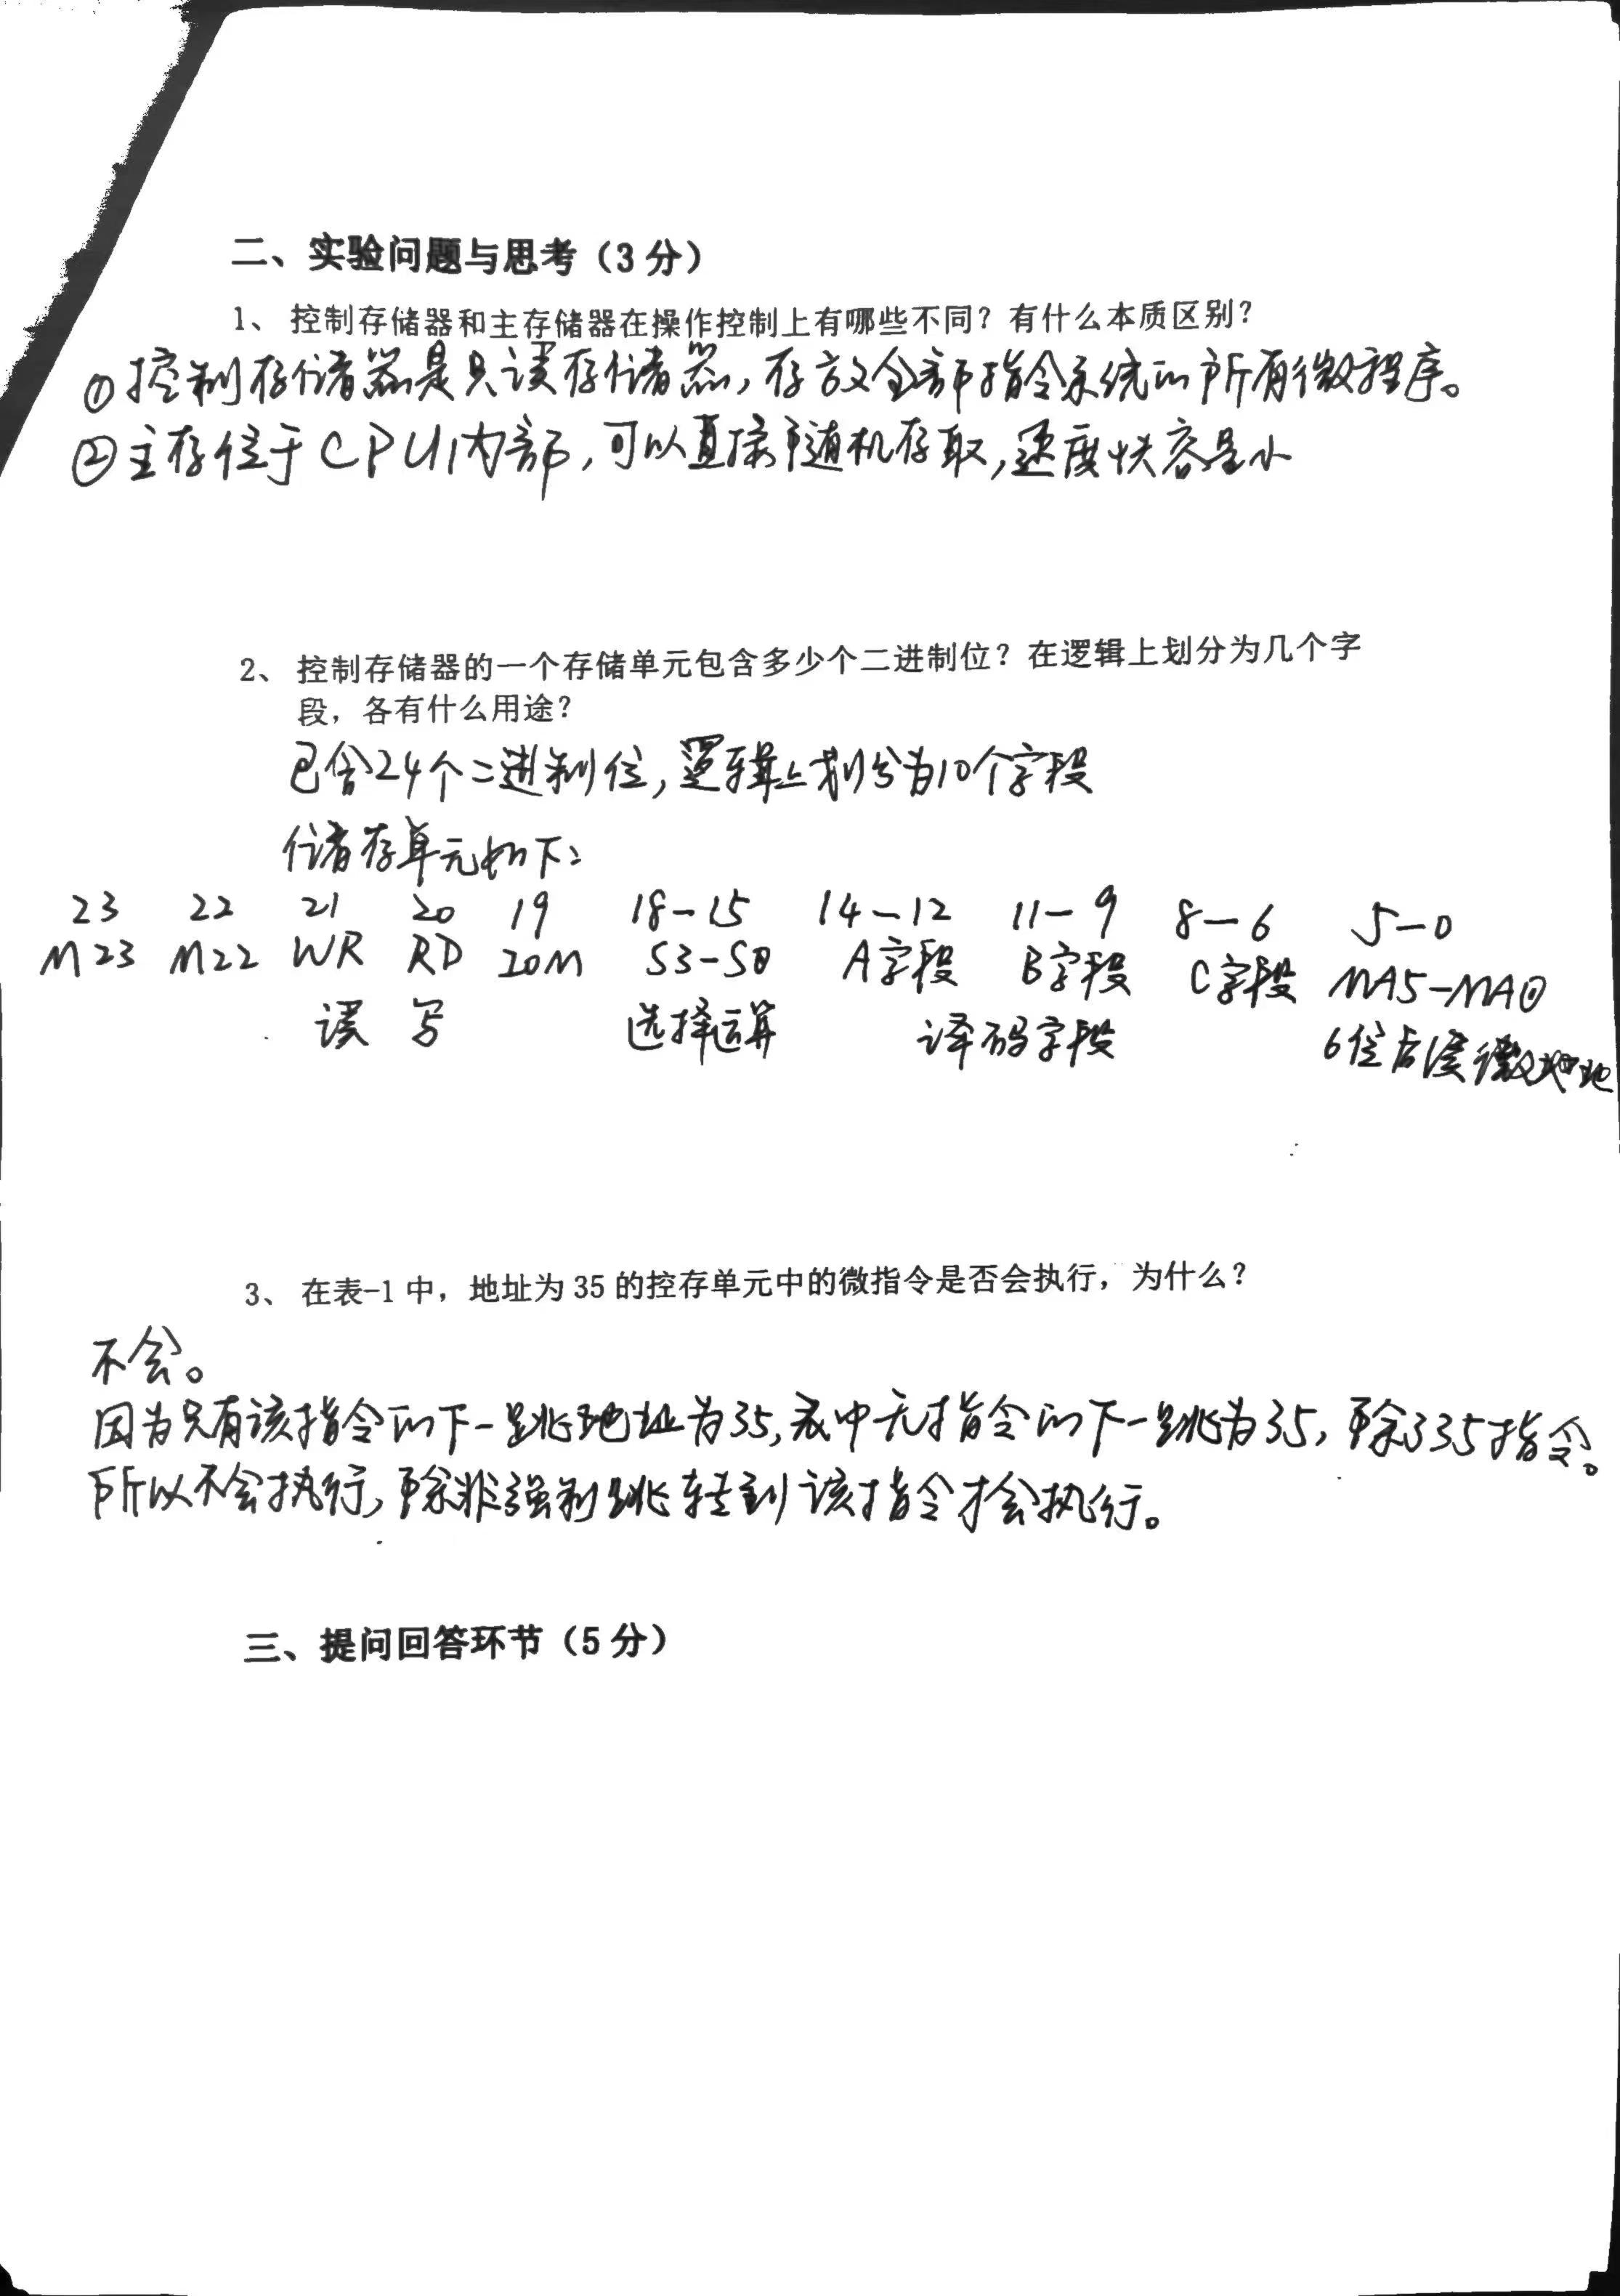 二、实验问题与思考（3 分）
1、 控制存储器和主存储器在操作控制上有哪些不同？有什么本质区别？
①控制存储器是只读存储器，存放全部指令系统的所有微程序。
②主存位于CPU内部，可以直接随机存取，速度快容量小
2、 控制存储器的一个存储单元包含多少个二进制位？在逻辑上划分为几个字
段，各有什么用途？
包含24个二进制位，逻辑上划分为10个字段
储存单元如下：
23 22 21 20 19 18-15 14-12 11-9 8-6 5-0
M23 M22 WR RD IOM S3-S0 A字段 B字段 C字段 MA5-MA0
读 写 选择运算 译码字段 6位后续微地址
3、 在表-1 中，地址为 35 的控存单元中的微指令是否会执行，为什么？
不会。
因为只有该指令的下一跳地址为35，表中无指令的下一跳为35，除了35指令。
所以不会执行，除非强制跳转到该指令才会执行。
三、提问回答环节（5 分）